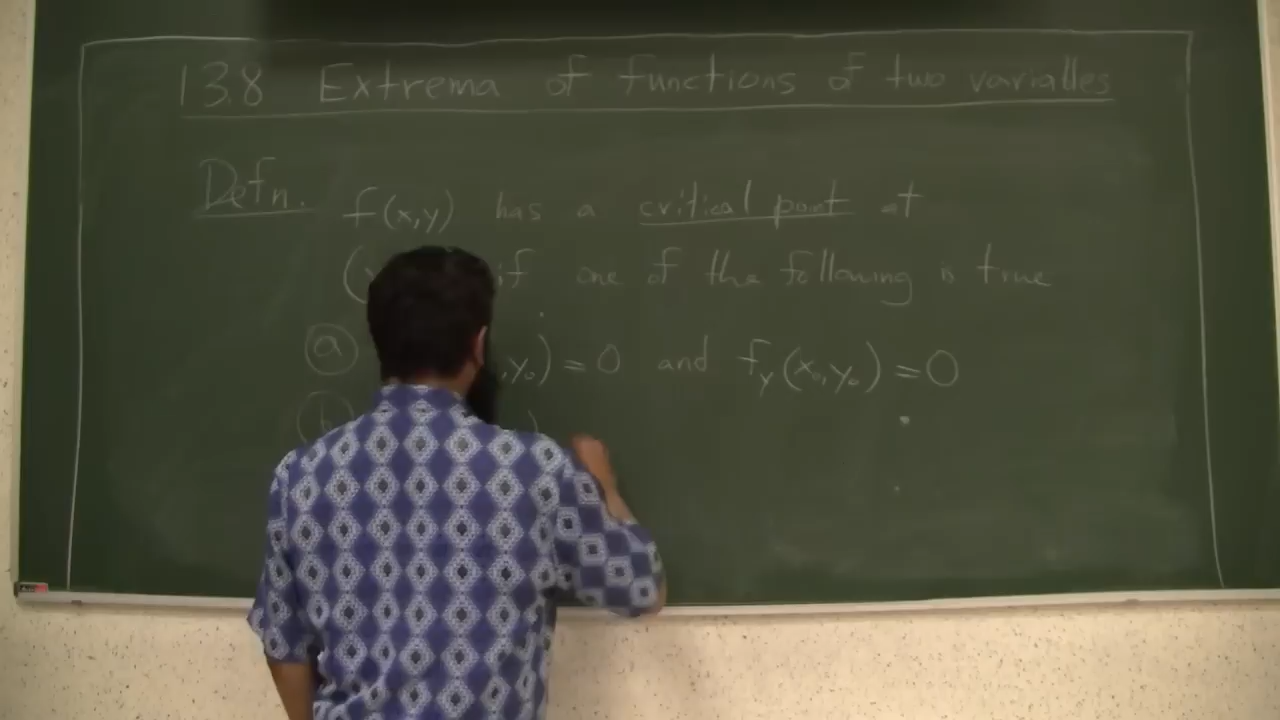 13.8 Extrema of functions of two variables
Defn. f(x,y) has a critical point at
( if one of the following is true
(a) ,y₀) = 0 and f_y(x₀,y₀) = 0
(b) )